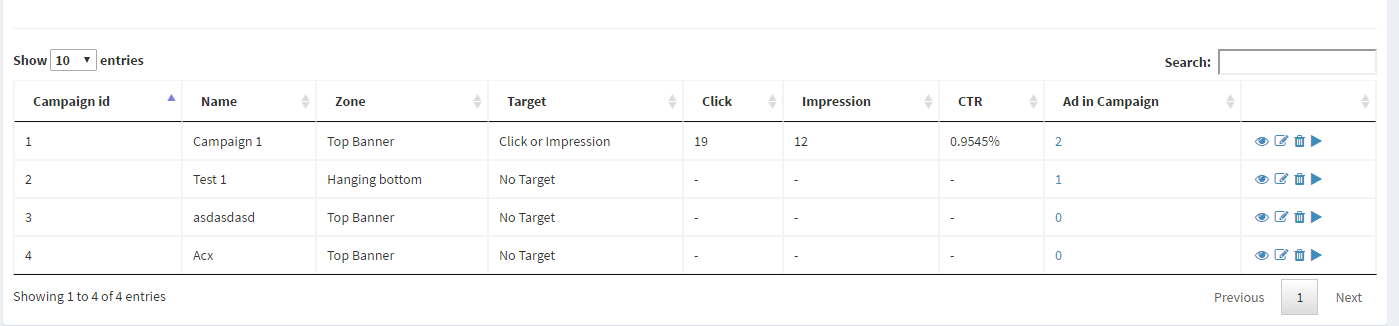 Show 10 entries Search:
Campaign id Name Zone Target Click Impression CTR Ad in Campaign
1 Campaign 1 Top Banner Click or Impression 19 12 0.9545% 2
2 Test 1 Hanging bottom No Target - - - 1
3 asdasdasd Top Banner No Target - - - 0
4 Acx Top Banner No Target - - - 0
Showing 1 to 4 of 4 entries Previous 1 Next